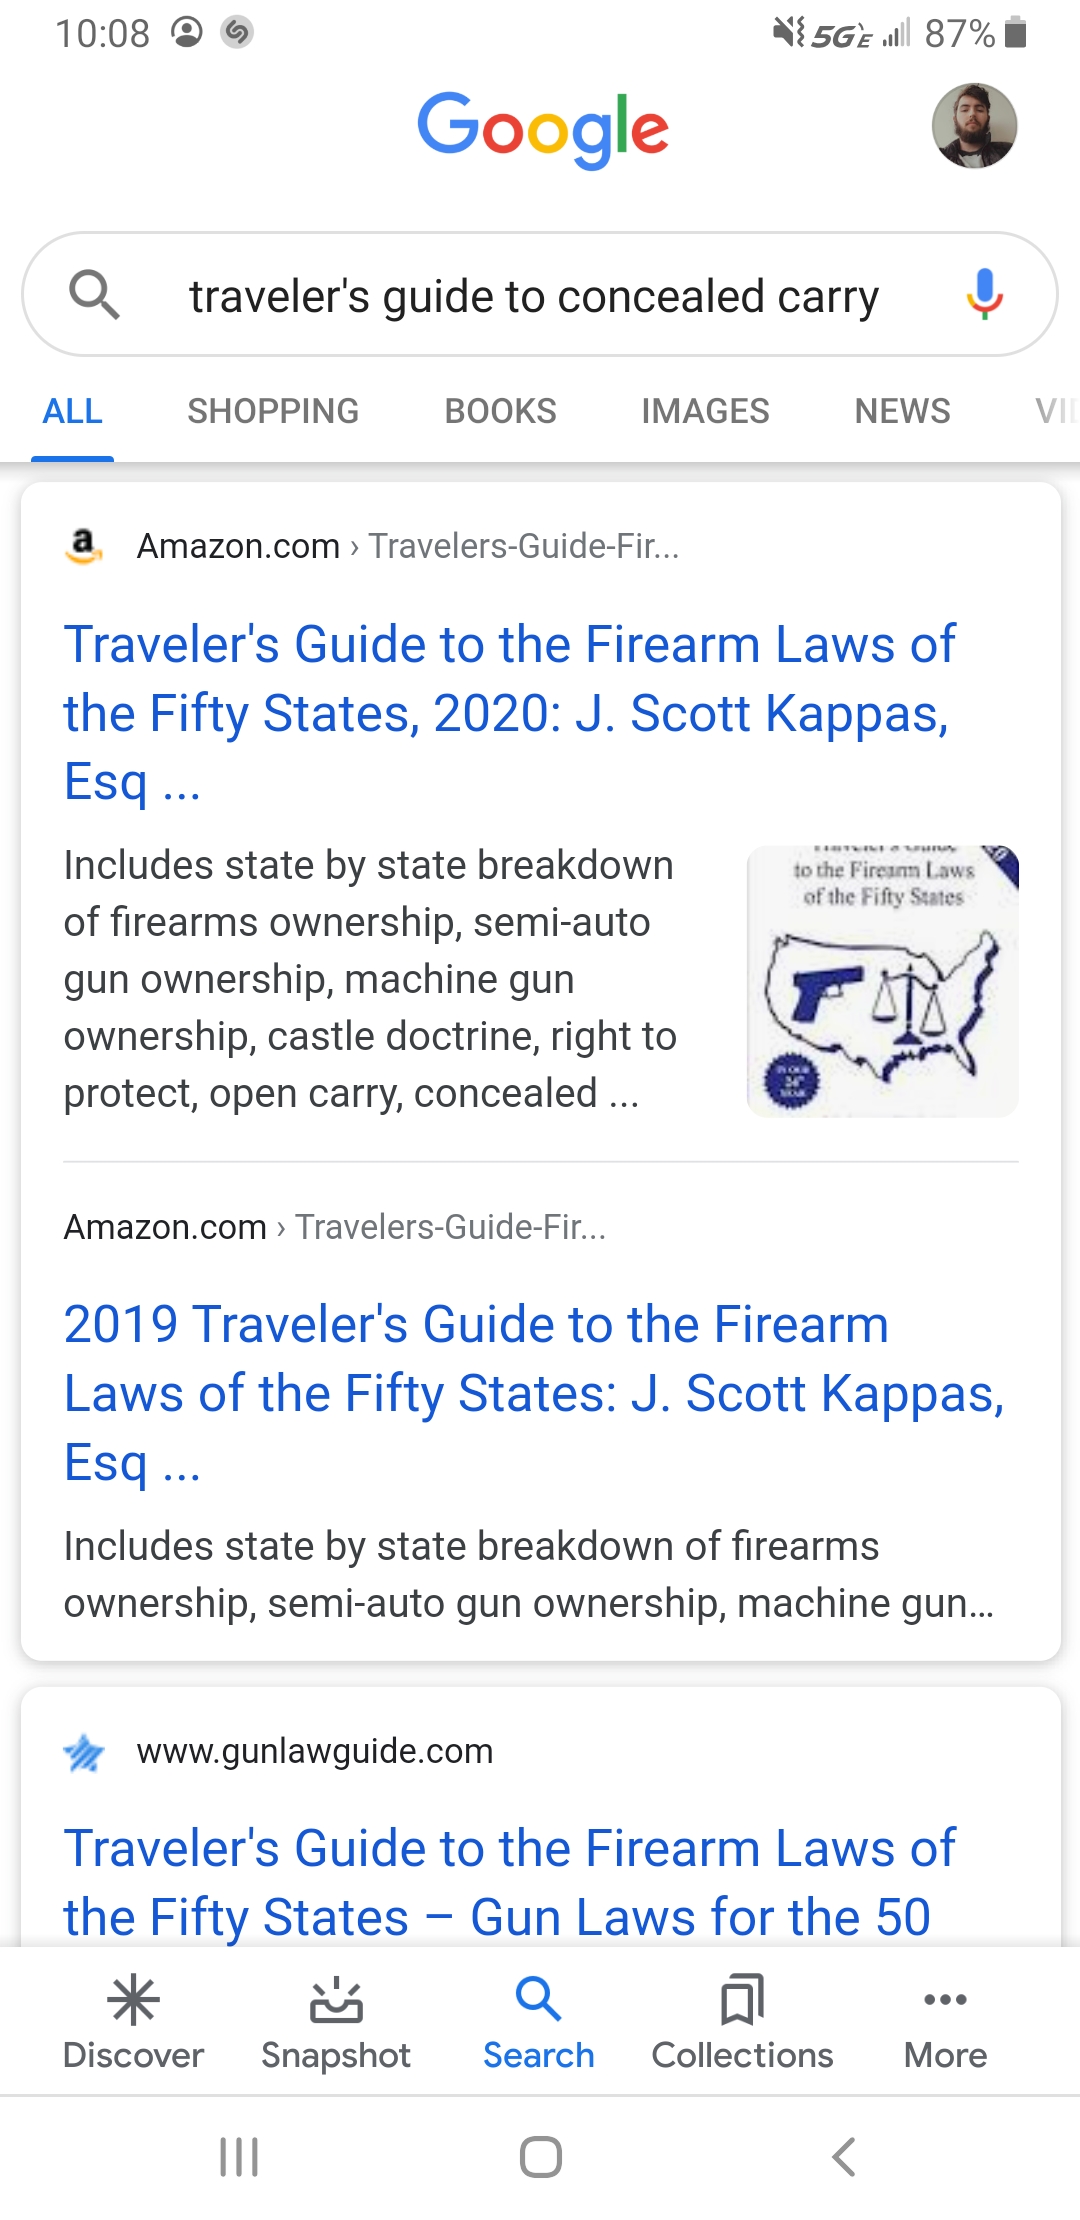 10:08
5GE 87%
Google
traveler's guide to concealed carry
ALL SHOPPING BOOKS IMAGES NEWS
Amazon.com › Travelers-Guide-Fir...
Traveler's Guide to the Firearm Laws of
the Fifty States, 2020: J. Scott Kappas,
Esq ...
Includes state by state breakdown
of firearms ownership, semi-auto
gun ownership, machine gun
ownership, castle doctrine, right to
protect, open carry, concealed ...
to the Firearm Laws
of the Fifty States
Amazon.com › Travelers-Guide-Fir...
2019 Traveler's Guide to the Firearm
Laws of the Fifty States: J. Scott Kappas,
Esq ...
Includes state by state breakdown of firearms
ownership, semi-auto gun ownership, machine gun...
www.gunlawguide.com
Traveler's Guide to the Firearm Laws of
the Fifty States – Gun Laws for the 50
Discover Snapshot Search Collections More